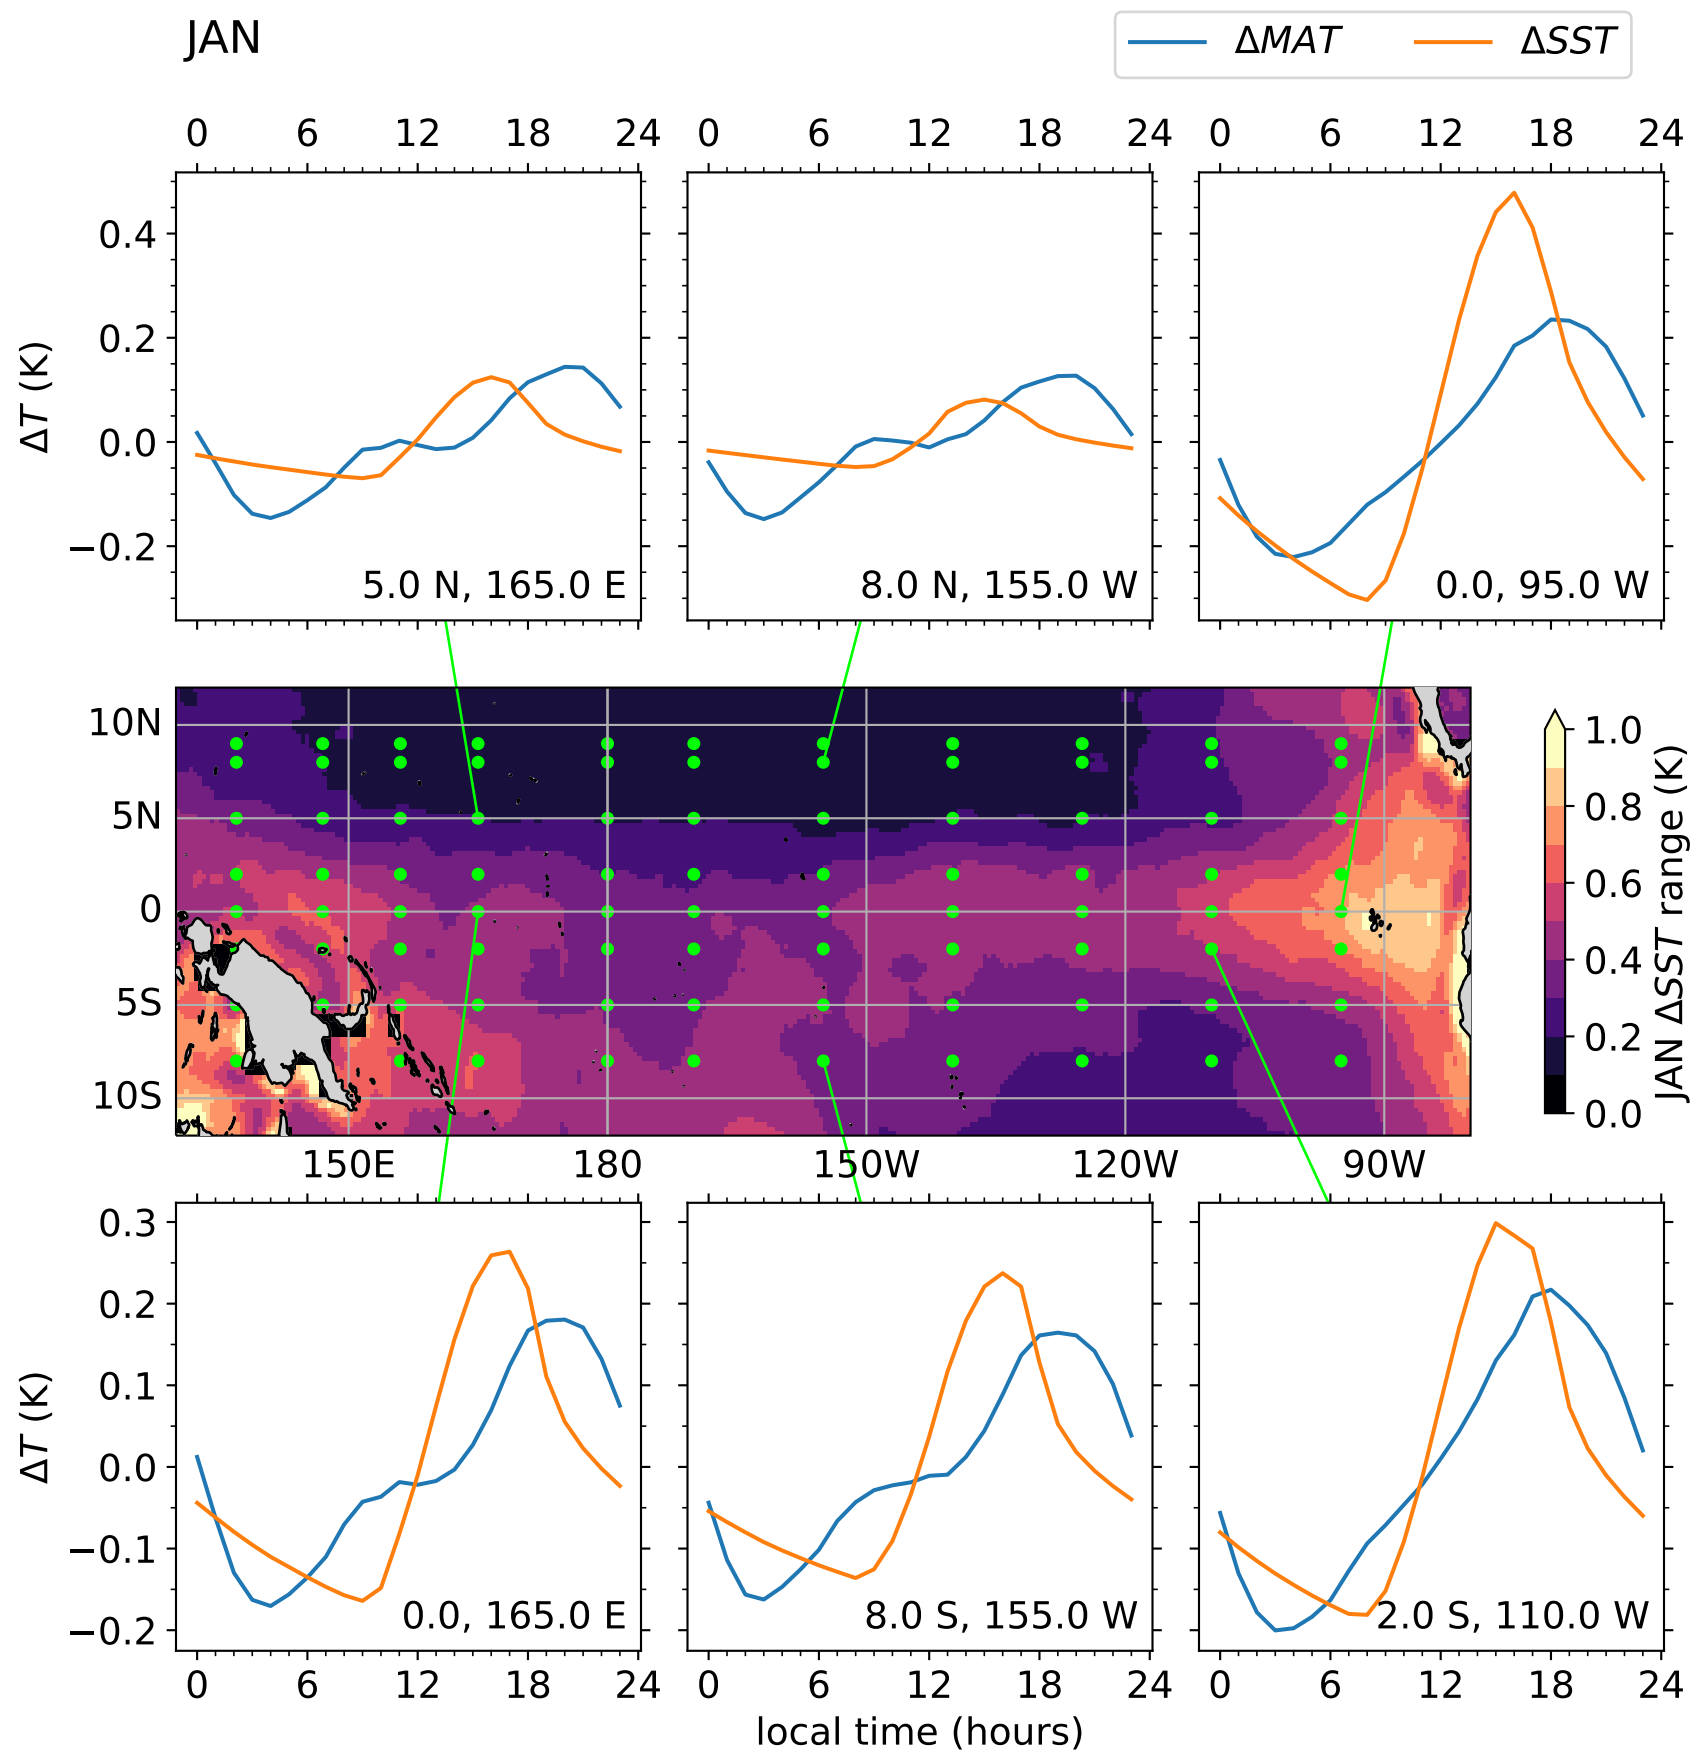 JAN
ΔMAT ΔSST
0 6 12 18 24 0 6 12 18 24 0 6 12 18 24
0.4
0.2
0.0
−0.2
ΔT (K)
5.0 N, 165.0 E
8.0 N, 155.0 W
0.0, 95.0 W
10N
5N
0
5S
10S
150E 180 150W 120W 90W
1.0
0.8
0.6
0.4
0.2
0.0
JAN ΔSST range (K)
0.3
0.2
0.1
0.0
−0.1
−0.2
ΔT (K)
0.0, 165.0 E
8.0 S, 155.0 W
2.0 S, 110.0 W
0 6 12 18 24 0 6 12 18 24 0 6 12 18 24
local time (hours)